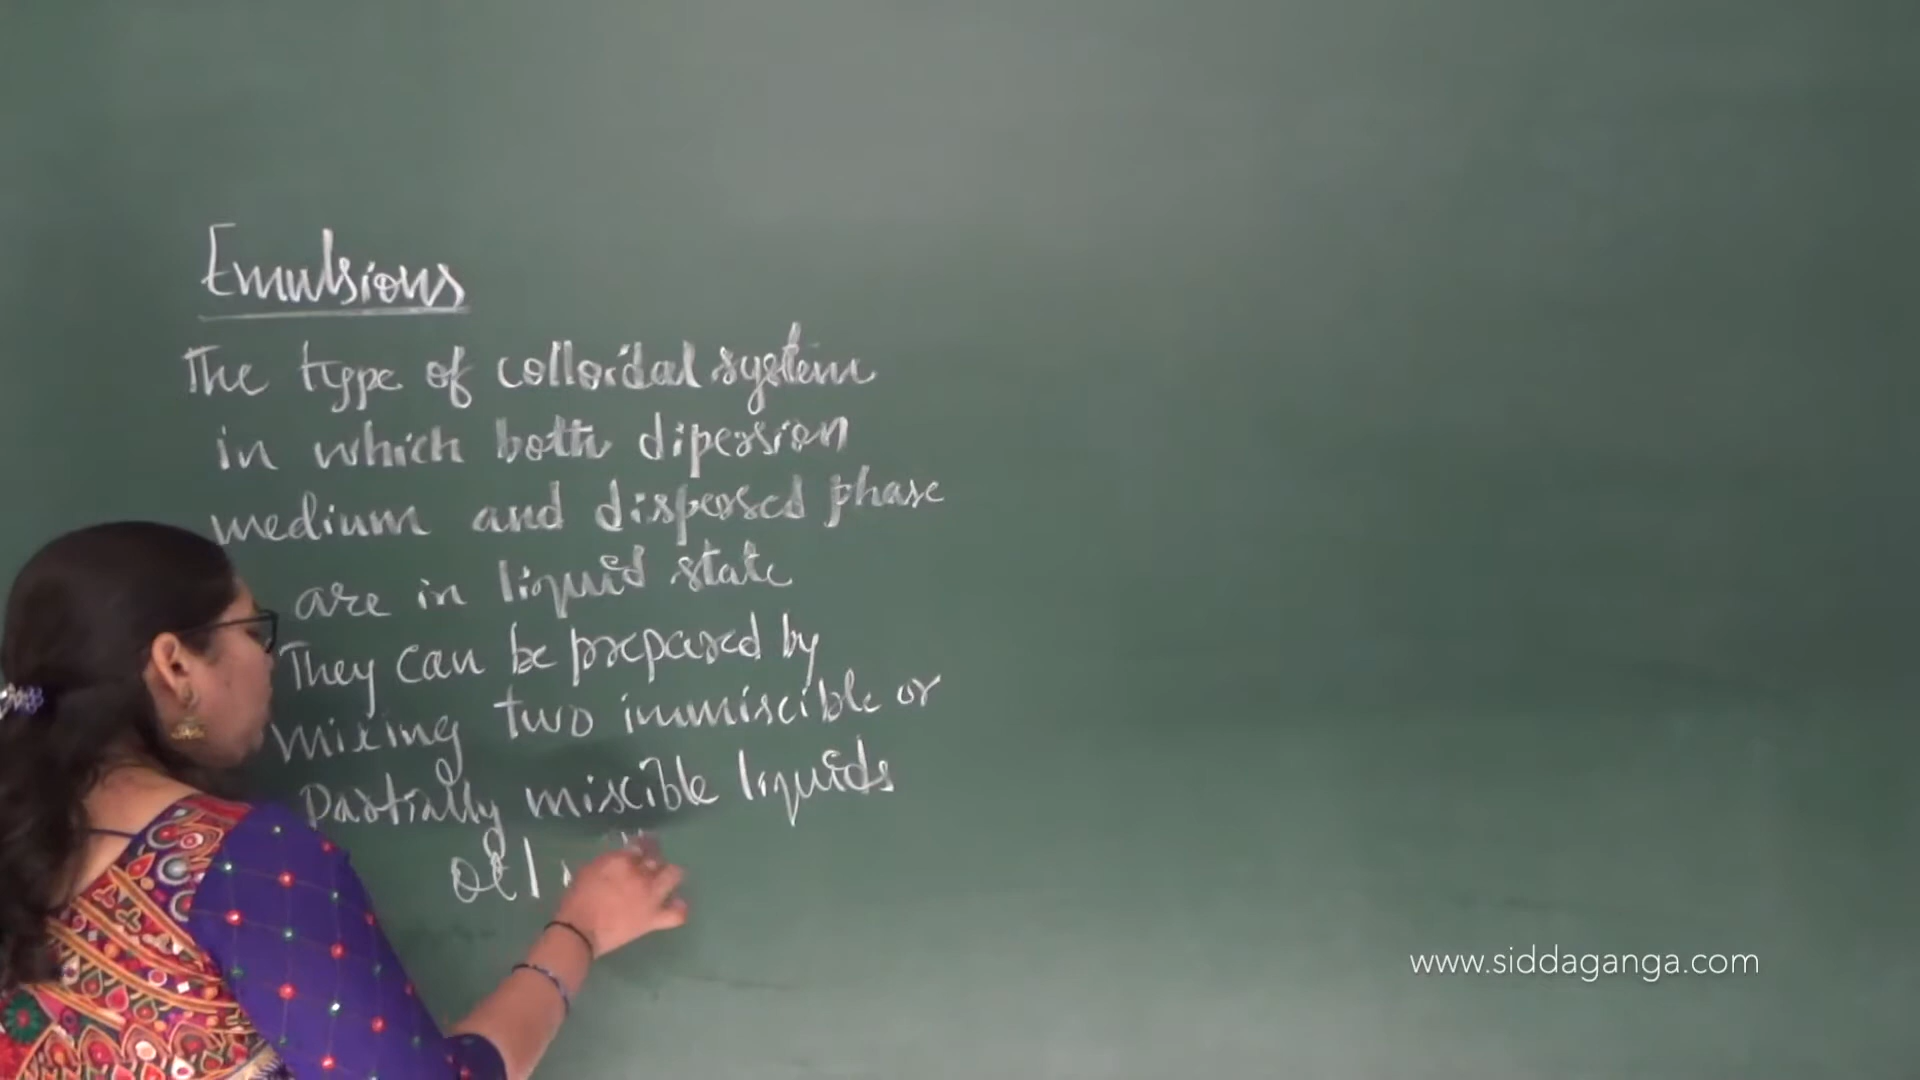 Emulsions
The type of colloidal system
in which both dipersion
medium and dispersed phase
are in liquid state
They can be prepared by
mixing two immiscible or
Partially miscible liquids
www.siddaganga.com